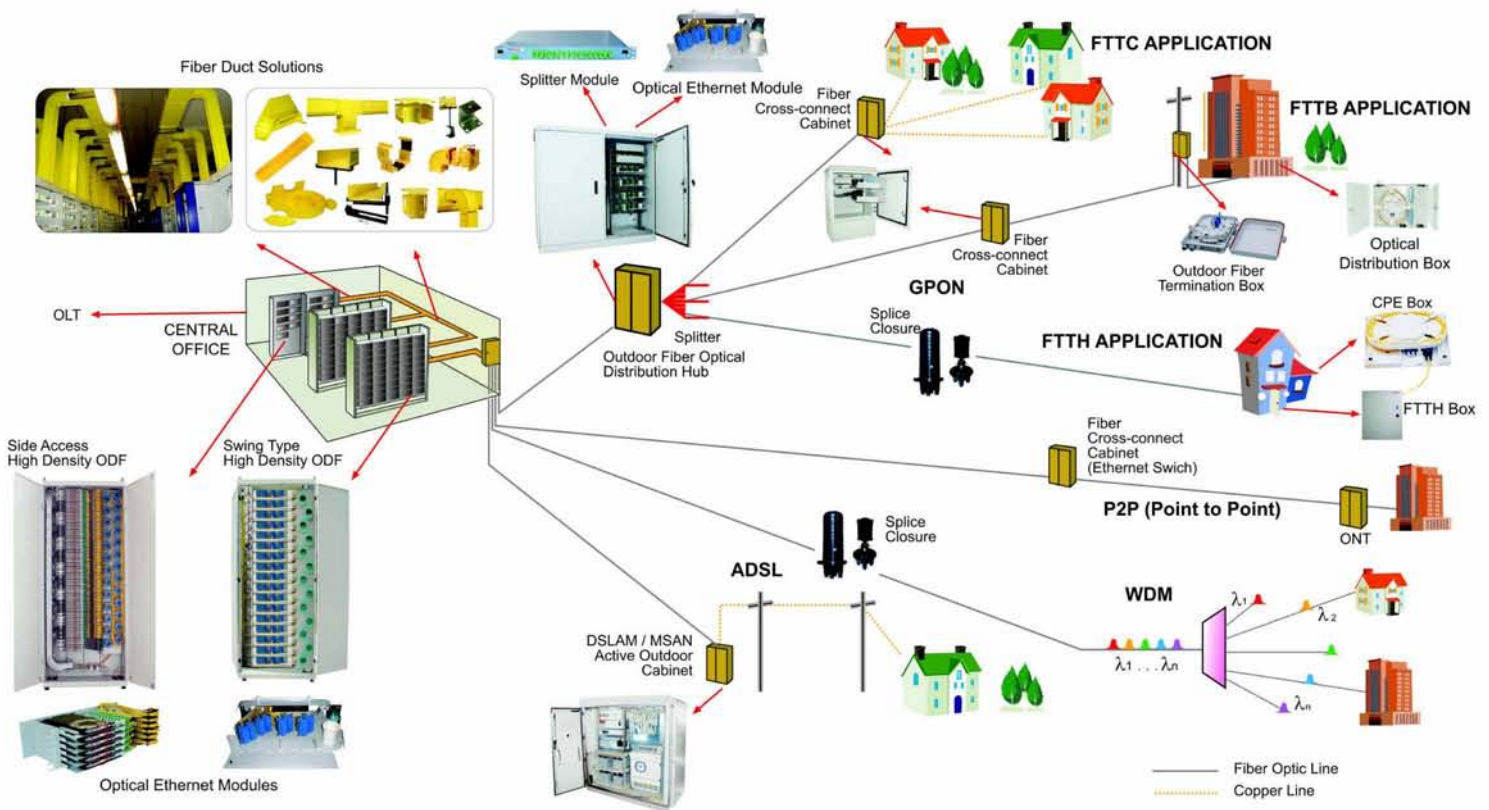 Fiber Duct Solutions
Splitter Module
Optical Ethernet Module
Fiber
Cross-connect
Cabinet
FTTC APPLICATION
FTTB APPLICATION
Fiber
Cross-connect
Cabinet
Outdoor Fiber
Termination Box
Optical
Distribution Box
OLT
CENTRAL
OFFICE
Splitter
Outdoor Fiber Optical
Distribution Hub
GPON
Splice
Closure
FTTH APPLICATION
CPE Box
FTTH Box
Side Access
High Density ODF
Swing Type
High Density ODF
Fiber
Cross-connect
Cabinet
(Ethernet Swich)
P2P (Point to Point)
ONT
Splice
Closure
ADSL
DSLAM / MSAN
Active Outdoor
Cabinet
WDM
λ1 . . . λn
λ1
λ2
λn
Optical Ethernet Modules
Fiber Optic Line
Copper Line